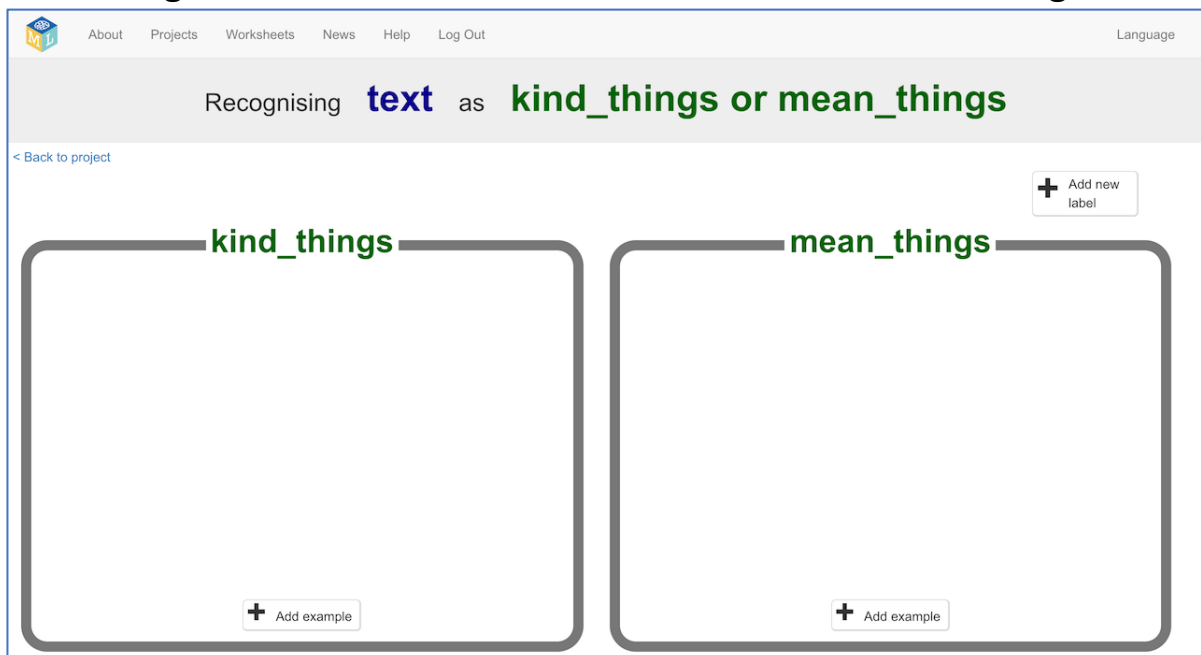 ML
About Projects Worksheets News Help Log Out Language
Recognising text as kind_things or mean_things
< Back to project
Add new
label
kind_things mean_things
Add example Add example